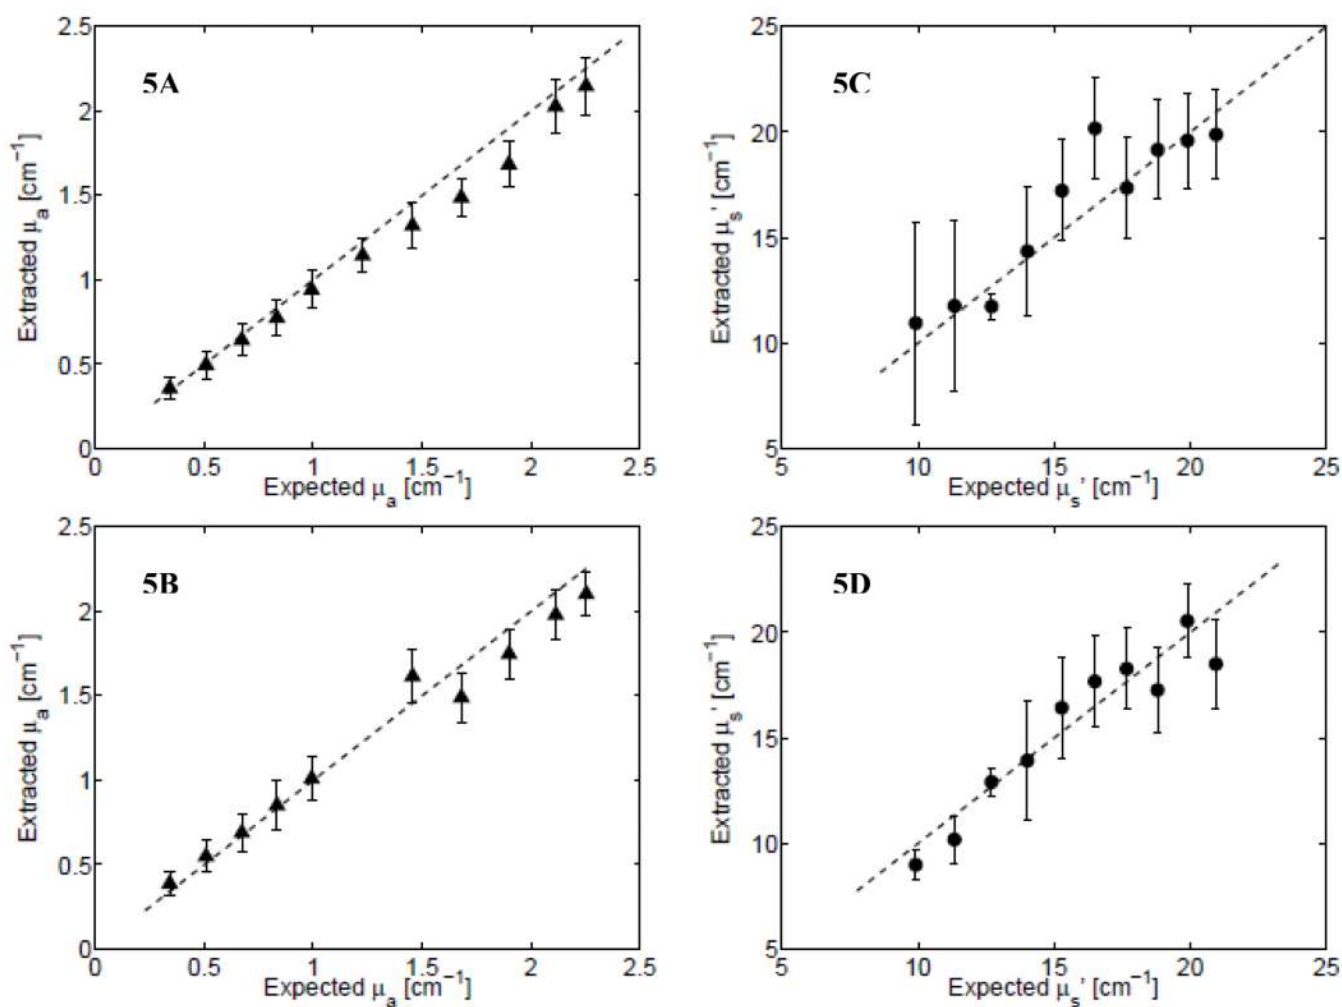 5A
2.5
2
1.5
1
0.5
0
0 0.5 1 1.5 2 2.5
Extracted μa [cm−1]
Expected μa [cm−1]
5C
25
20
15
10
5
5 10 15 20 25
Extracted μs' [cm−1]
Expected μs' [cm−1]
5B
2.5
2
1.5
1
0.5
0
0 0.5 1 1.5 2 2.5
Extracted μa [cm−1]
Expected μa [cm−1]
5D
25
20
15
10
5
5 10 15 20 25
Extracted μs' [cm−1]
Expected μs' [cm−1]